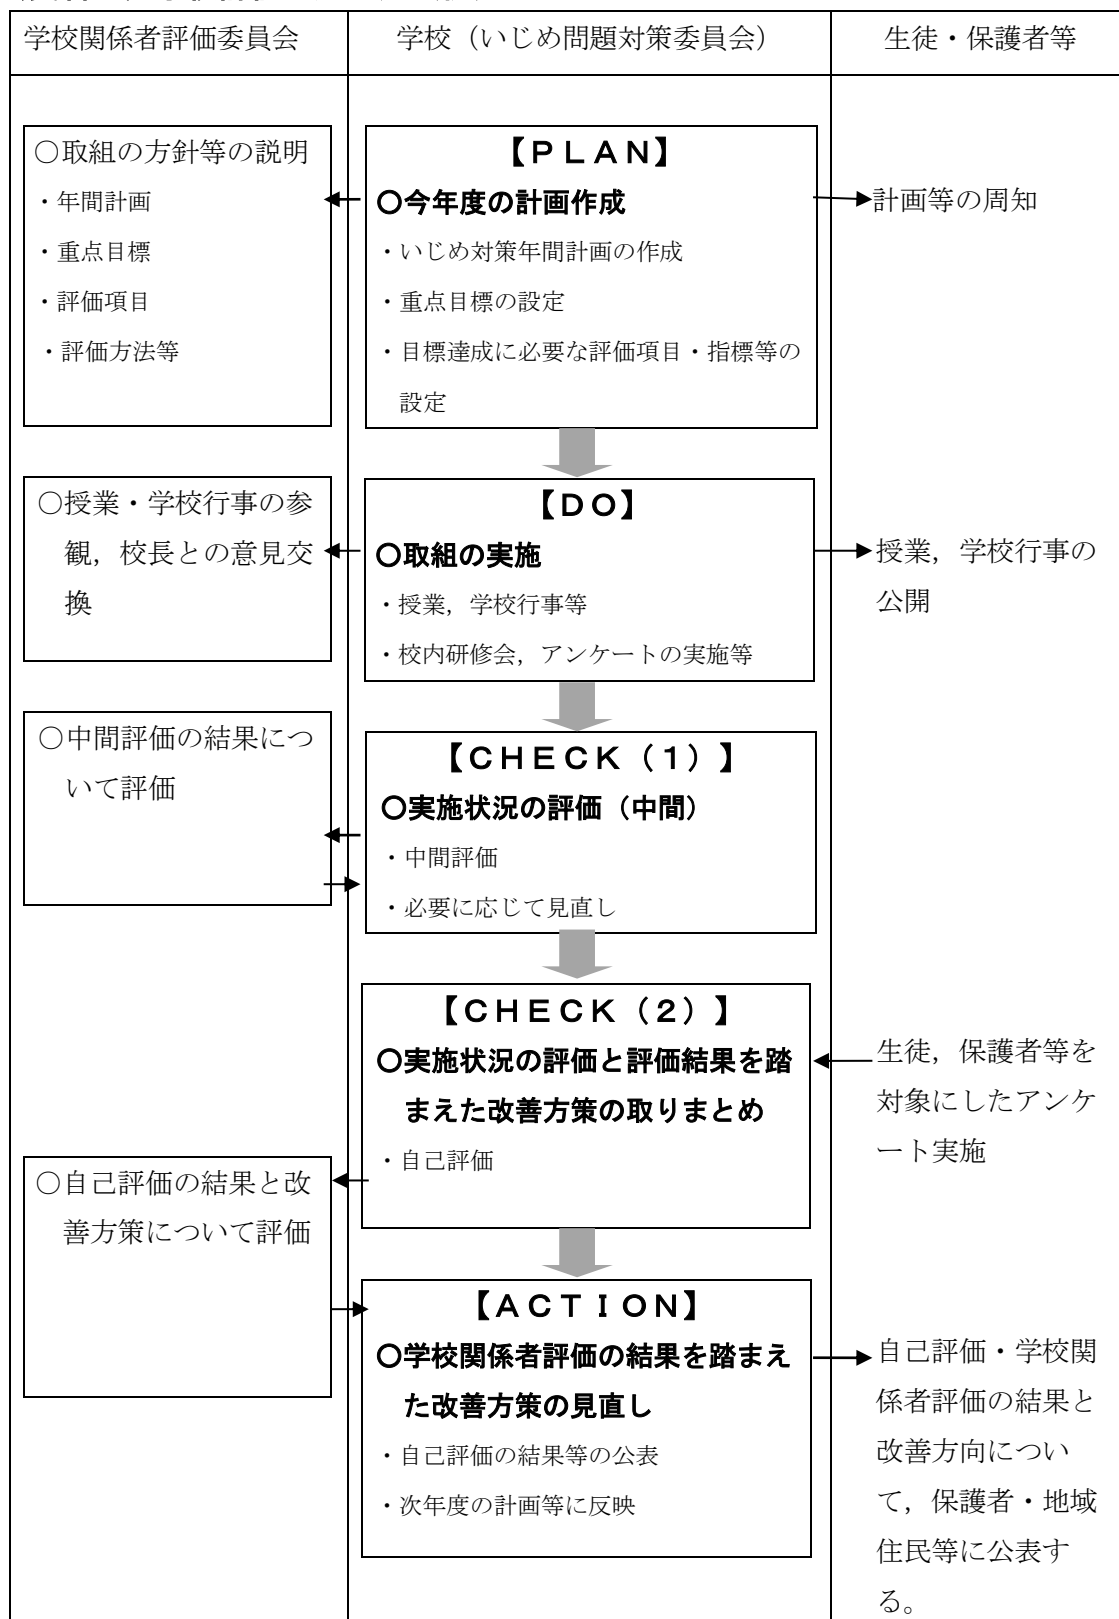 学校関係者評価委員会
学校（いじめ問題対策委員会）
生徒・保護者等
○取組の方針等の説明
・年間計画
・重点目標
・評価項目
・評価方法等
【ＰＬＡＮ】
○今年度の計画作成
・いじめ対策年間計画の作成
・重点目標の設定
・目標達成に必要な評価項目・指標等の
設定
計画等の周知
○授業・学校行事の参
観，校長との意見交
換
【ＤＯ】
○取組の実施
・授業，学校行事等
・校内研修会，アンケートの実施等
授業，学校行事の
公開
○中間評価の結果につ
いて評価
【ＣＨＥＣＫ（１）】
○実施状況の評価（中間）
・中間評価
・必要に応じて見直し
【ＣＨＥＣＫ（２）】
○実施状況の評価と評価結果を踏
まえた改善方策の取りまとめ
・自己評価
生徒，保護者等を
対象にしたアンケ
ート実施
○自己評価の結果と改
善方策について評価
【ＡＣＴＩＯＮ】
○学校関係者評価の結果を踏まえ
た改善方策の見直し
・自己評価の結果等の公表
・次年度の計画等に反映
自己評価・学校関
係者評価の結果と
改善方向につい
て，保護者・地域
住民等に公表す
る。